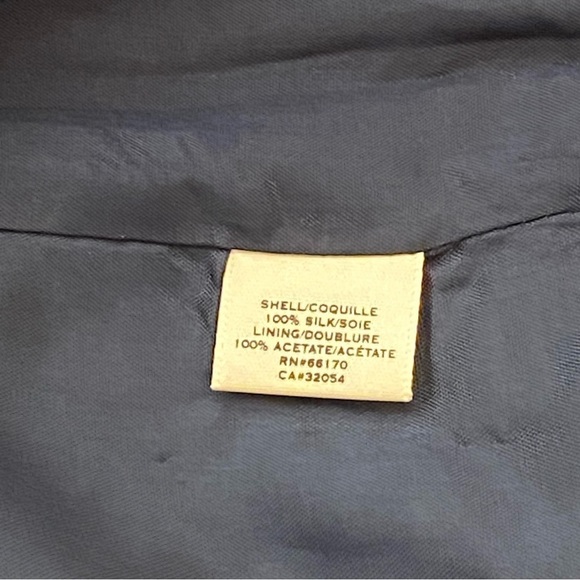 SHELL/COQUILLE
100% SILK/SOIE
LINING/DOUBLURE
100% ACETATE/ACÉTATE
RN#66170
CA#32054